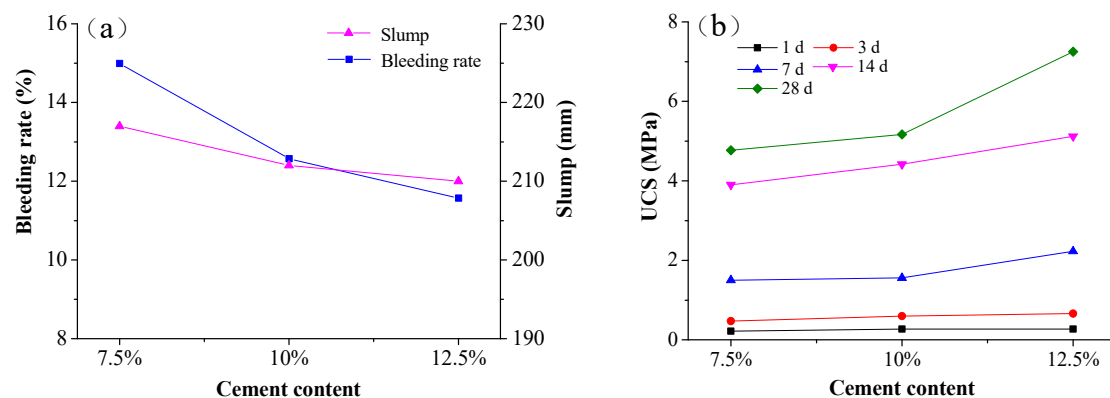 （a）
Slump
Bleeding rate
16
14
12
10
8
Bleeding rate (%)
230
220
210
200
190
Slump (mm)
7.5%
10%
12.5%
Cement content
（b）
1 d
3 d
7 d
14 d
28 d
8
6
4
2
0
UCS (MPa)
7.5%
10%
12.5%
Cement content